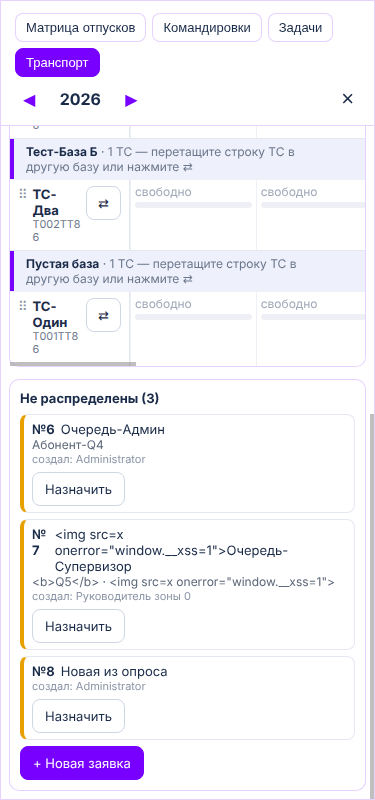 Матрица отпусков
Командировки
Задачи
Транспорт
◀ 2026 ▶ ×
Тест-База Б · 1 ТС — перетащите строку ТС в
другую базу или нажмите ⇄
⠿ ТС-
Два
T002TT8
6
⇄
свободно
свободно
Пустая база · 1 ТС — перетащите строку ТС в
другую базу или нажмите ⇄
⠿ ТС-
Один
T001TT8
6
⇄
свободно
свободно
Не распределены (3)
№6 Очередь-Админ
Абонент-Q4
создал: Administrator
Назначить
№
7
<img src=x
onerror="window.__xss=1">Очередь-
Супервизор
<b>Q5</b> · <img src=x onerror="window.__xss=1">
создал: Руководитель зоны 0
Назначить
№8 Новая из опроса
создал: Administrator
Назначить
+ Новая заявка